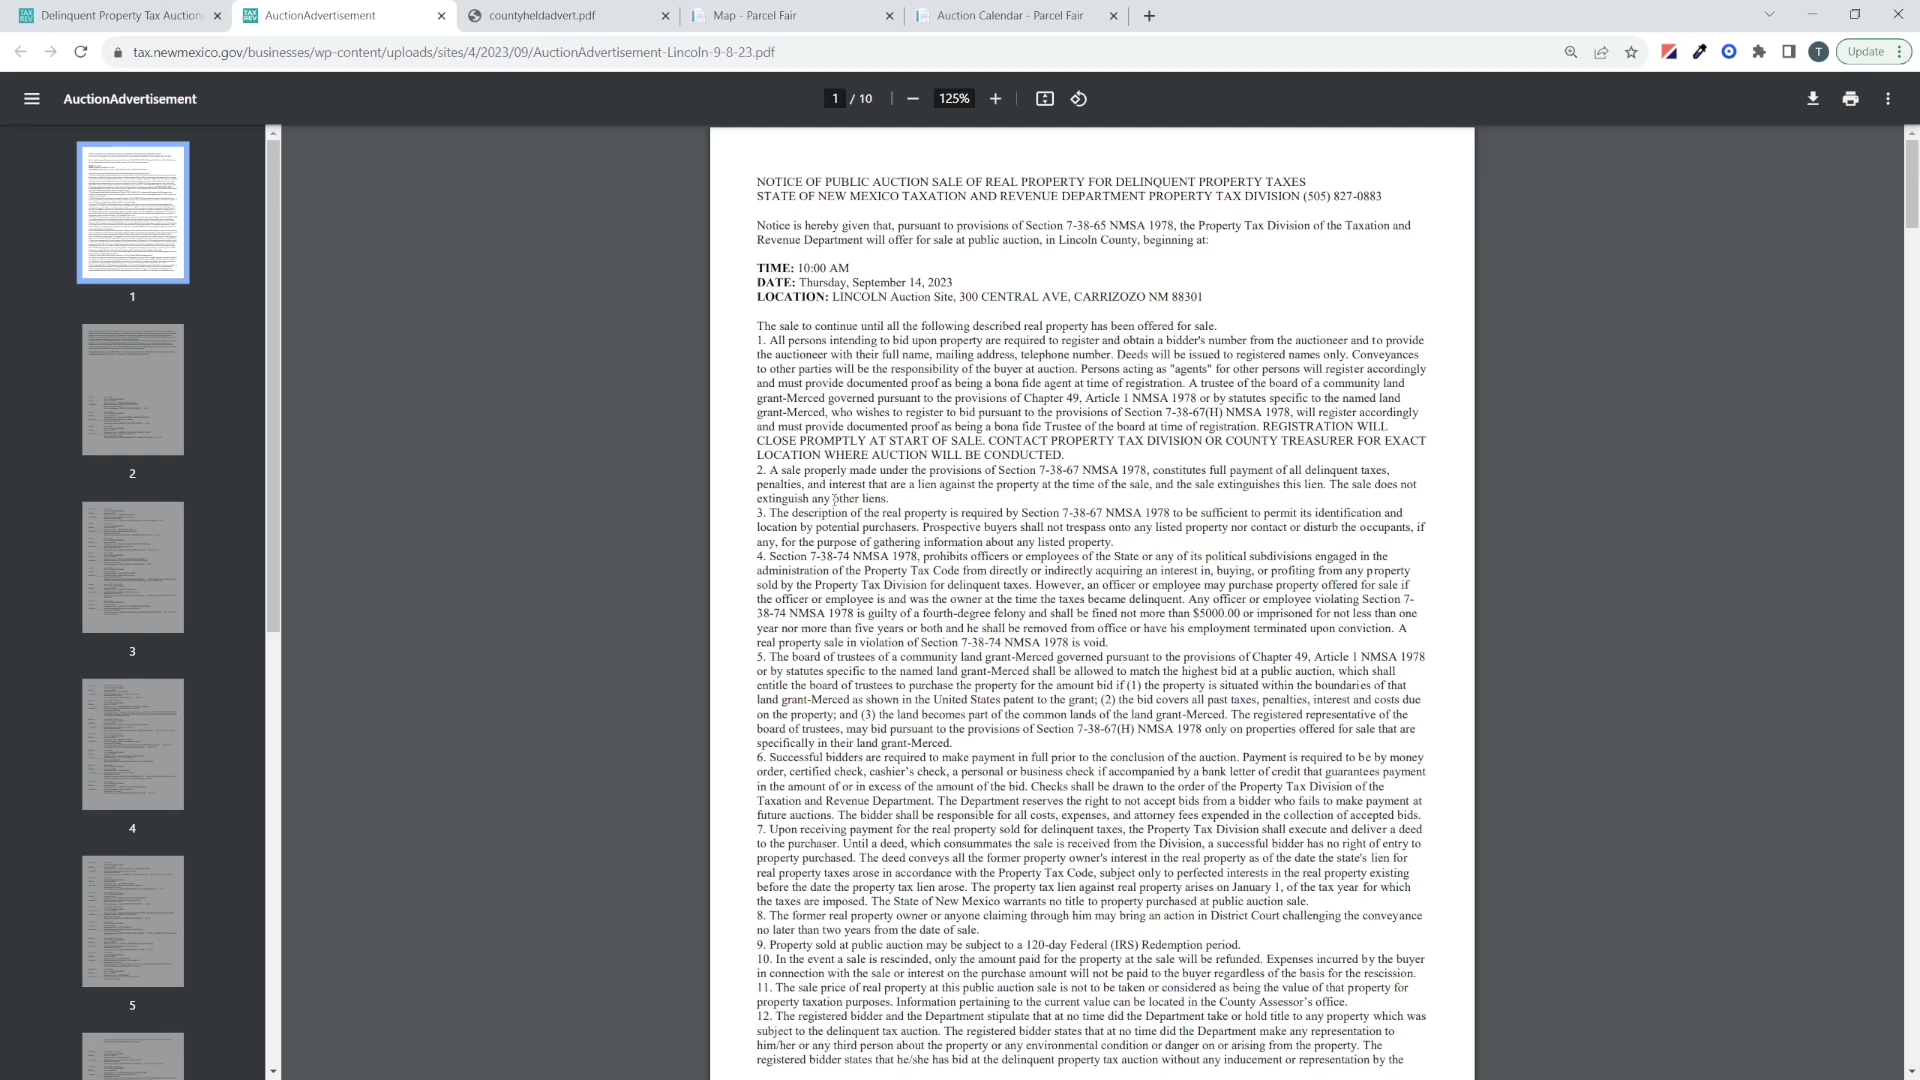 Delinquent Property Tax Auction
AuctionAdvertisement
countyheldadvert.pdf
Map - Parcel Fair
Auction Calendar - Parcel Fair
tax.newmexico.gov/businesses/wp-content/uploads/sites/4/2023/09/AuctionAdvertisement-Lincoln-9-8-23.pdf
T
Update
AuctionAdvertisement
1 / 10
125%
1
2
3
4
5
NOTICE OF PUBLIC AUCTION SALE OF REAL PROPERTY FOR DELINQUENT PROPERTY TAXES
STATE OF NEW MEXICO TAXATION AND REVENUE DEPARTMENT PROPERTY TAX DIVISION (505) 827-0883
Notice is hereby given that, pursuant to provisions of Section 7-38-65 NMSA 1978, the Property Tax Division of the Taxation and
Revenue Department will offer for sale at public auction, in Lincoln County, beginning at:
TIME: 10:00 AM
DATE: Thursday, September 14, 2023
LOCATION: LINCOLN Auction Site, 300 CENTRAL AVE, CARRIZOZO NM 88301
The sale to continue until all the following described real property has been offered for sale.
1. All persons intending to bid upon property are required to register and obtain a bidder's number from the auctioneer and to provide
the auctioneer with their full name, mailing address, telephone number. Deeds will be issued to registered names only. Conveyances
to other parties will be the responsibility of the buyer at auction. Persons acting as "agents" for other persons will register accordingly
and must provide documented proof as being a bona fide agent at time of registration. A trustee of the board of a community land
grant-Merced governed pursuant to the provisions of Chapter 49, Article 1 NMSA 1978 or by statutes specific to the named land
grant-Merced, who wishes to register to bid pursuant to the provisions of Section 7-38-67(H) NMSA 1978, will register accordingly
and must provide documented proof as being a bona fide Trustee of the board at time of registration. REGISTRATION WILL
CLOSE PROMPTLY AT START OF SALE. CONTACT PROPERTY TAX DIVISION OR COUNTY TREASURER FOR EXACT
LOCATION WHERE AUCTION WILL BE CONDUCTED.
2. A sale properly made under the provisions of Section 7-38-67 NMSA 1978, constitutes full payment of all delinquent taxes,
penalties, and interest that are a lien against the property at the time of the sale, and the sale extinguishes this lien. The sale does not
extinguish any other liens.
3. The description of the real property is required by Section 7-38-67 NMSA 1978 to be sufficient to permit its identification and
location by potential purchasers. Prospective buyers shall not trespass onto any listed property nor contact or disturb the occupants, if
any, for the purpose of gathering information about any listed property.
4. Section 7-38-74 NMSA 1978, prohibits officers or employees of the State or any of its political subdivisions engaged in the
administration of the Property Tax Code from directly or indirectly acquiring an interest in, buying, or profiting from any property
sold by the Property Tax Division for delinquent taxes. However, an officer or employee may purchase property offered for sale if
the officer or employee is and was the owner at the time the taxes became delinquent. Any officer or employee violating Section 7-
38-74 NMSA 1978 is guilty of a fourth-degree felony and shall be fined not more than $5000.00 or imprisoned for not less than one
year nor more than five years or both and he shall be removed from office or have his employment terminated upon conviction. A
real property sale in violation of Section 7-38-74 NMSA 1978 is void.
5. The board of trustees of a community land grant-Merced governed pursuant to the provisions of Chapter 49, Article 1 NMSA 1978
or by statutes specific to the named land grant-Merced shall be allowed to match the highest bid at a public auction, which shall
entitle the board of trustees to purchase the property for the amount bid if (1) the property is situated within the boundaries of that
land grant-Merced as shown in the United States patent to the grant; (2) the bid covers all past taxes, penalties, interest and costs due
on the property; and (3) the land becomes part of the common lands of the land grant-Merced. The registered representative of the
board of trustees, may bid pursuant to the provisions of Section 7-38-67(H) NMSA 1978 only on properties offered for sale that are
specifically in their land grant-Merced.
6. Successful bidders are required to make payment in full prior to the conclusion of the auction. Payment is required to be by money
order, certified check, cashier’s check, a personal or business check if accompanied by a bank letter of credit that guarantees payment
in the amount of or in excess of the amount of the bid. Checks shall be drawn to the order of the Property Tax Division of the
Taxation and Revenue Department. The Department reserves the right to not accept bids from a bidder who fails to make payment at
future auctions. The bidder shall be responsible for all costs, expenses, and attorney fees expended in the collection of accepted bids.
7. Upon receiving payment for the real property sold for delinquent taxes, the Property Tax Division shall execute and deliver a deed
to the purchaser. Until a deed, which consummates the sale is received from the Division, a successful bidder has no right of entry to
property purchased. The deed conveys all the former property owner's interest in the real property as of the date the state's lien for
real property taxes arose in accordance with the Property Tax Code, subject only to perfected interests in the real property existing
before the date the property tax lien arose. The property tax lien against real property arises on January 1, of the tax year for which
the taxes are imposed. The State of New Mexico warrants no title to property purchased at public auction sale.
8. The former real property owner or anyone claiming through him may bring an action in District Court challenging the conveyance
no later than two years from the date of sale.
9. Property sold at public auction may be subject to a 120-day Federal (IRS) Redemption period.
10. In the event a sale is rescinded, only the amount paid for the property at the sale will be refunded. Expenses incurred by the buyer
in connection with the sale or interest on the purchase amount will not be paid to the buyer regardless of the basis for the rescission.
11. The sale price of real property at this public auction sale is not to be taken or considered as being the value of that property for
property taxation purposes. Information pertaining to the current value can be located in the County Assessor’s office.
12. The registered bidder and the Department stipulate that at no time did the Department take or hold title to any property which was
subject to the delinquent tax auction. The registered bidder states that at no time did the Department make any representation to
him/her or any third person about the property or any environmental condition or danger on or arising from the property. The
registered bidder states that he/she has bid at the delinquent property tax auction without any inducement or representation by the